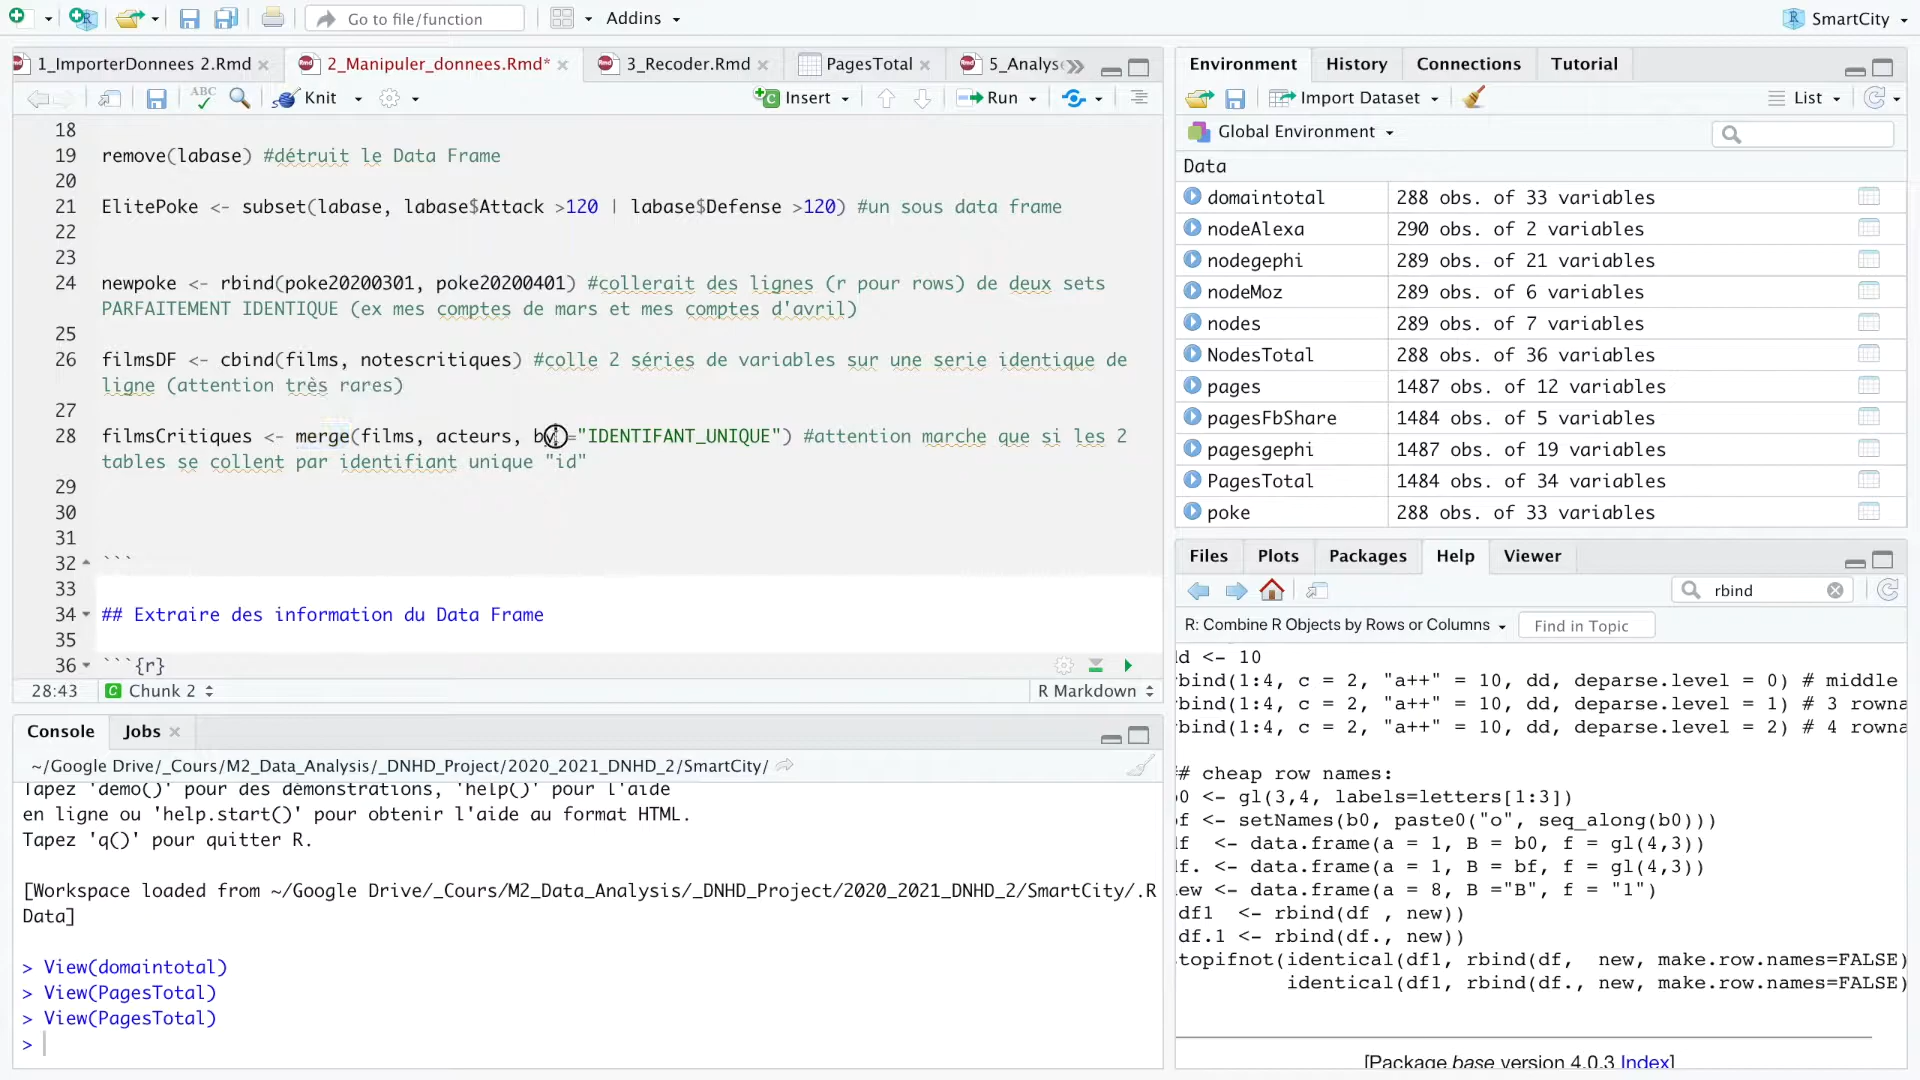 Go to file/function
Addins
SmartCity
1_ImporterDonnees 2.Rmd
2_Manipuler_donnees.Rmd*
3_Recoder.Rmd
PagesTotal
5_Analys
ABC
Knit
Insert
Run
18
19 remove(labase) #détruit le Data Frame
20
21 ElitePoke <- subset(labase, labase$Attack >120 | labase$Defense >120) #un sous data frame
22
23
24 newpoke <- rbind(poke20200301, poke20200401) #collerait des lignes (r pour rows) de deux sets
PARFAITEMENT IDENTIQUE (ex mes comptes de mars et mes comptes d'avril)
25
26 filmsDF <- cbind(films, notescritiques) #colle 2 séries de variables sur une serie identique de
ligne (attention très rares)
27
28 filmsCritiques <- merge(films, acteurs, by="IDENTIFANT_UNIQUE") #attention marche que si les 2
tables se collent par identifiant unique "id"
29
30
31
32 ```
33
34 ## Extraire des information du Data Frame
35
36 ```{r}
28:43 Chunk 2 R Markdown
Console Jobs
~/Google Drive/_Cours/M2_Data_Analysis/_DNHD_Project/2020_2021_DNHD_2/SmartCity/
Tapez 'demo()' pour des démonstrations, 'help()' pour l'aide
en ligne ou 'help.start()' pour obtenir l'aide au format HTML.
Tapez 'q()' pour quitter R.
[Workspace loaded from ~/Google Drive/_Cours/M2_Data_Analysis/_DNHD_Project/2020_2021_DNHD_2/SmartCity/.R
Data]
> View(domaintotal)
> View(PagesTotal)
> View(PagesTotal)
>
Environment History Connections Tutorial
Import Dataset List
Global Environment
Data
domaintotal 288 obs. of 33 variables
nodeAlexa 290 obs. of 2 variables
nodegephi 289 obs. of 21 variables
nodeMoz 289 obs. of 6 variables
nodes 289 obs. of 7 variables
NodesTotal 288 obs. of 36 variables
pages 1487 obs. of 12 variables
pagesFbShare 1484 obs. of 5 variables
pagesgephi 1487 obs. of 19 variables
PagesTotal 1484 obs. of 34 variables
poke 288 obs. of 33 variables
Files Plots Packages Help Viewer
rbind
R: Combine R Objects by Rows or Columns Find in Topic
dd <- 10
rbind(1:4, c = 2, "a++" = 10, dd, deparse.level = 0) # middle
rbind(1:4, c = 2, "a++" = 10, dd, deparse.level = 1) # 3 rowna
rbind(1:4, c = 2, "a++" = 10, dd, deparse.level = 2) # 4 rowna
## cheap row names:
b0 <- gl(3,4, labels=letters[1:3])
bf <- setNames(b0, paste0("o", seq_along(b0)))
df <- data.frame(a = 1, B = b0, f = gl(4,3))
df. <- data.frame(a = 1, B = bf, f = gl(4,3))
new <- data.frame(a = 8, B ="B", f = "1")
df1 <- rbind(df , new))
df.1 <- rbind(df., new))
stopifnot(identical(df1, rbind(df, new, make.row.names=FALSE)
identical(df1, rbind(df., new, make.row.names=FALSE)
[Package base version 4.0.3 Index]